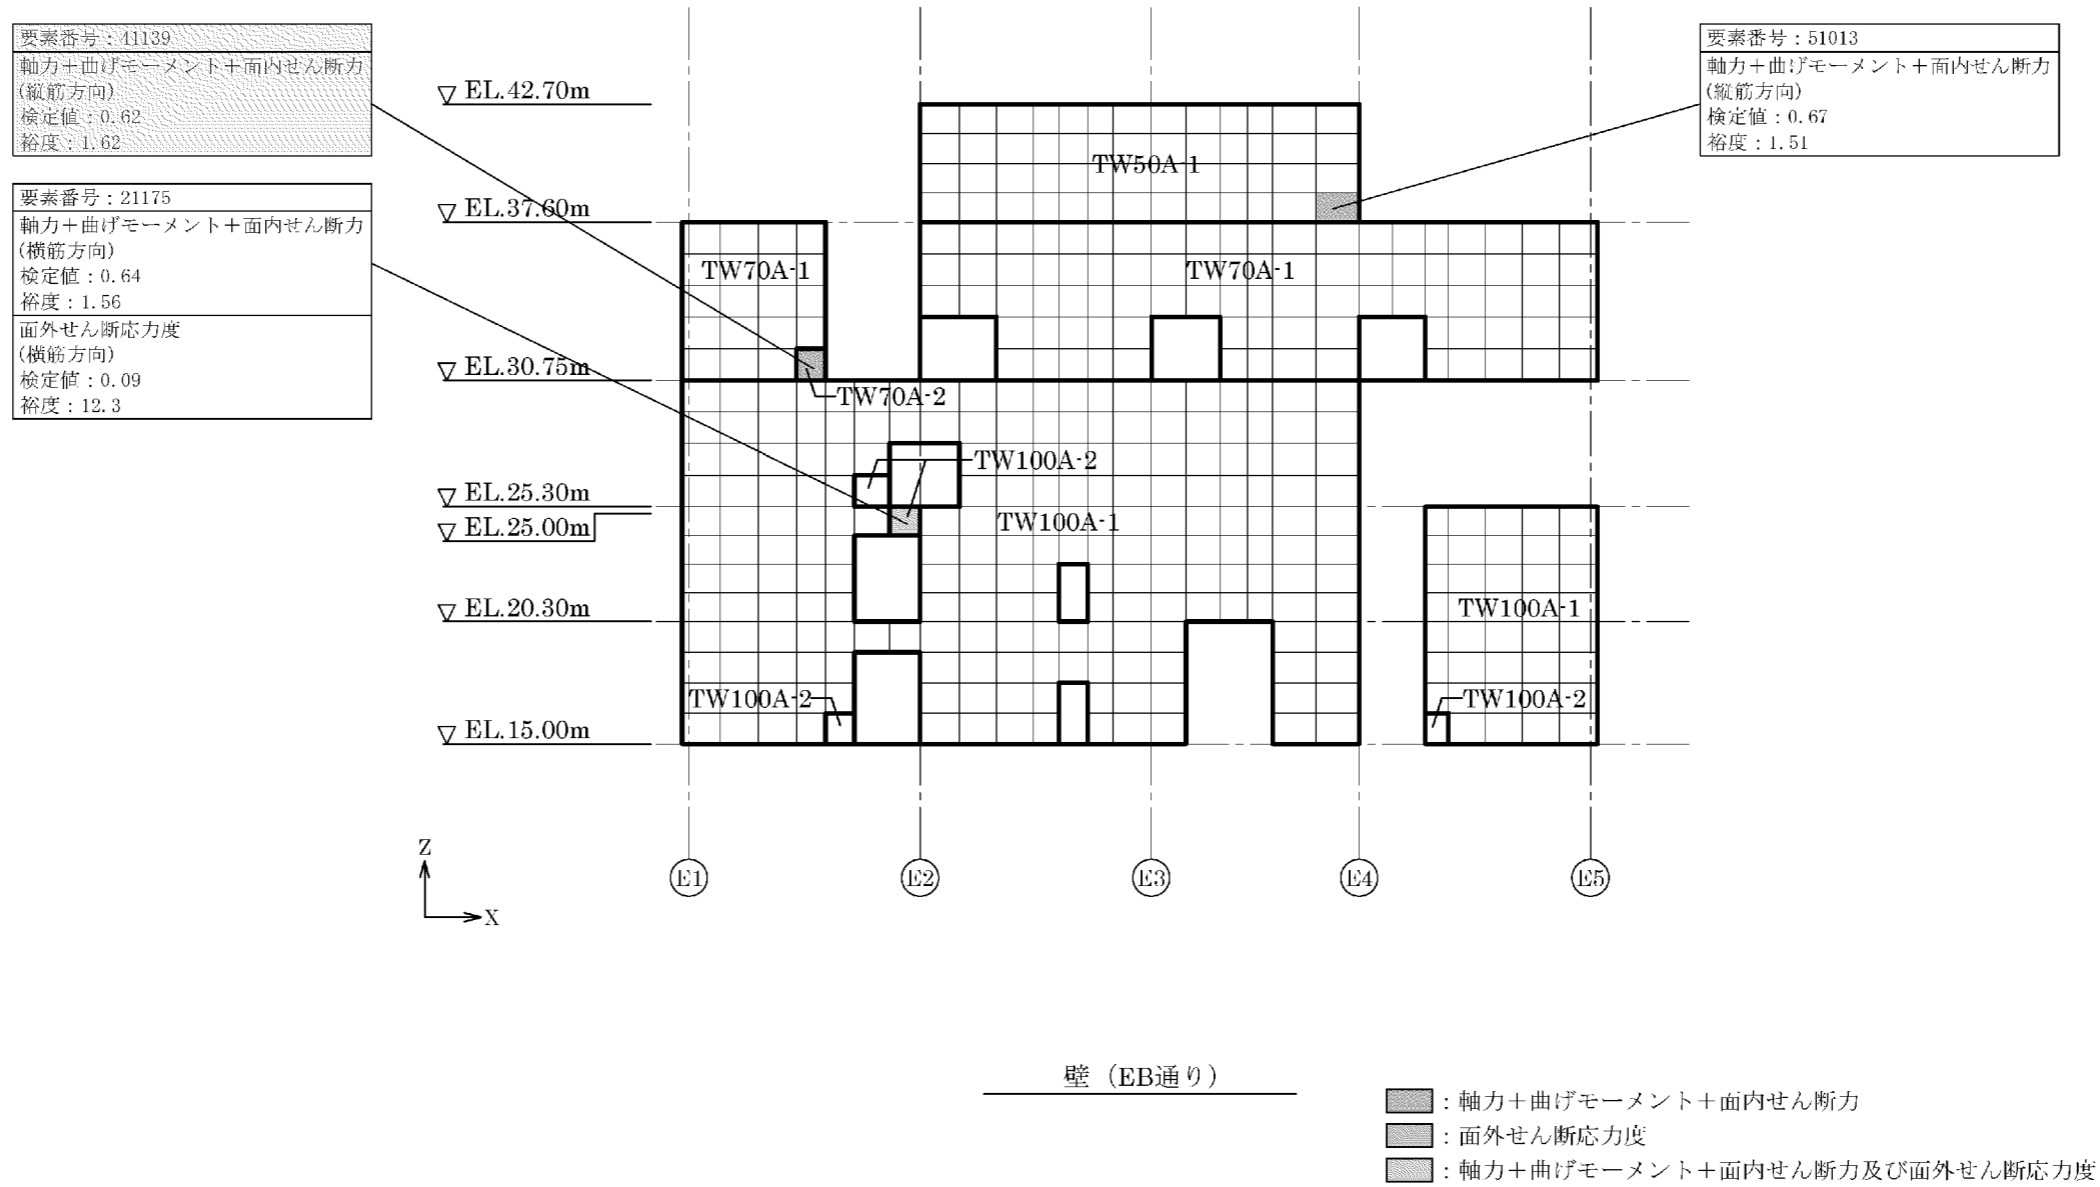 要素番号：41139
軸力＋曲げモーメント＋面内せん断力
(縦筋方向)
検定値：0.62
裕度：1.62
要素番号：21175
軸力＋曲げモーメント＋面内せん断力
(横筋方向)
検定値：0.64
裕度：1.56
面外せん断応力度
(横筋方向)
検定値：0.09
裕度：12.3
要素番号：51013
軸力＋曲げモーメント＋面内せん断力
(縦筋方向)
検定値：0.67
裕度：1.51
▽ EL.42.70m
TW50A-1
▽ EL.37.60m
TW70A-1
TW70A-1
▽ EL.30.75m
TW70A-2
TW100A-2
▽ EL.25.30m
▽ EL.25.00m
TW100A-1
▽ EL.20.30m
TW100A-1
TW100A-2
TW100A-2
▽ EL.15.00m
Z
X
E1
E2
E3
E4
E5
壁（EB通り）
：軸力＋曲げモーメント＋面内せん断力
：面外せん断応力度
：軸力＋曲げモーメント＋面内せん断力及び面外せん断応力度